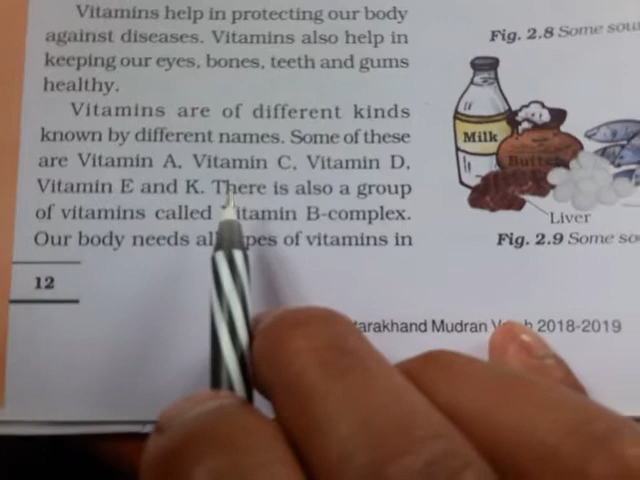 Vitamins help in protecting our body
against diseases. Vitamins also help in
keeping our eyes, bones, teeth and gums
healthy.
Vitamins are of different kinds
known by different names. Some of these
are Vitamin A, Vitamin C, Vitamin D,
Vitamin E and K. There is also a group
of vitamins called Vitamin B-complex.
Our body needs all types of vitamins in
12
Fig. 2.8 Some
Milk
Butter
Liver
Fig. 2.9 Some
Mudran 2018-2019